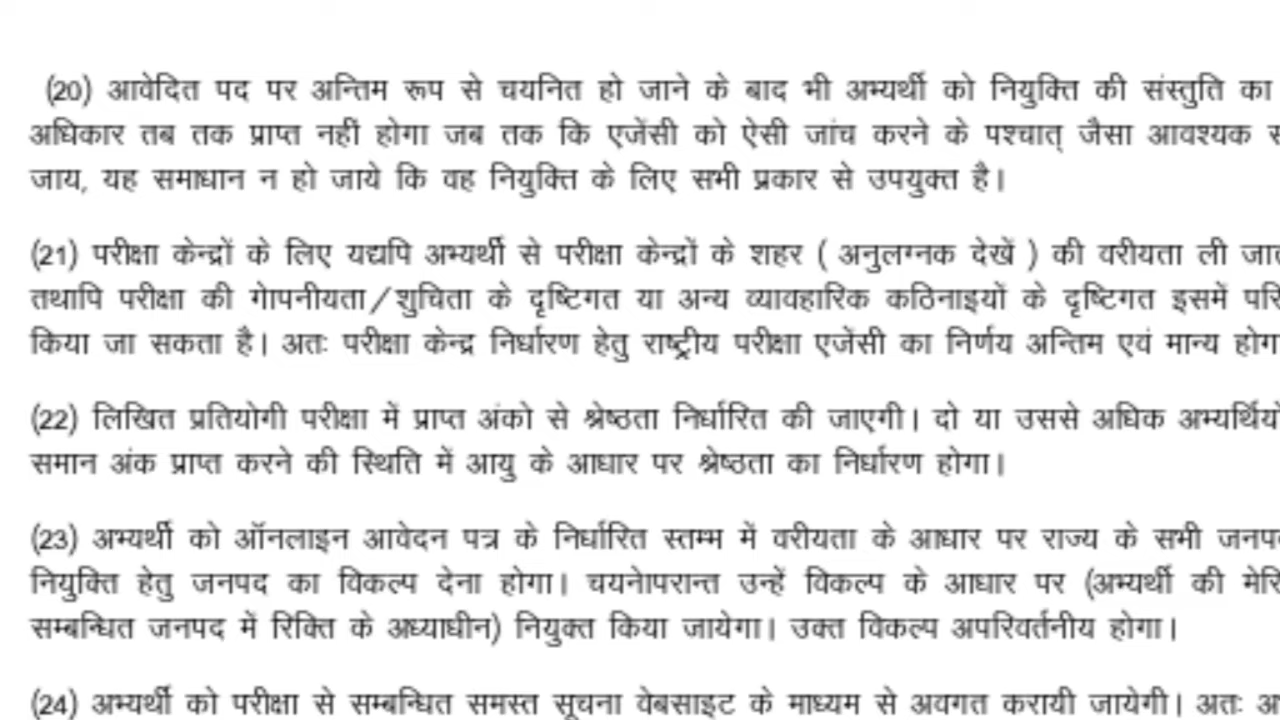 (20) आवेदित पद पर अन्तिम रूप से चयनित हो जाने के बाद भी अभ्यर्थी को नियुक्ति की संस्तुति का
अधिकार तब तक प्राप्त नहीं होगा जब तक कि एजेंसी को ऐसी जांच करने के पश्चात् जैसा आवश्यक
जाय, यह समाधान न हो जाये कि वह नियुक्ति के लिए सभी प्रकार से उपयुक्त है।
(21) परीक्षा केन्द्रों के लिए यद्यपि अभ्यर्थी से परीक्षा केन्द्रों के शहर ( अनुलग्नक देखें ) की वरीयता ली
तथापि परीक्षा की गेापनीयता/शुचिता के दृष्टिगत या अन्य व्यावहारिक कठिनाइयों के दृष्टिगत इसमें
किया जा सकता है। अतः परीक्षा केन्द्र निर्धारण हेतु राष्ट्रीय परीक्षा एजेंसी का निर्णय अन्तिम एवं मान्य
(22) लिखित प्रतियोगी परीक्षा में प्राप्त अंको से श्रेष्ठता निर्धारित की जाएगी। दो या उससे अधिक
समान अंक प्राप्त करने की स्थिति में आयु के आधार पर श्रेष्ठता का निर्धारण होगा।
(23) अभ्यर्थी को ऑनलाइन आवेदन पत्र के निर्धारित स्तम्भ में वरीयता के आधार पर राज्य के सभी
नियुक्ति हेतु जनपद का विकल्प देना होगा। चयनेापरान्त उन्हें विकल्प के आधार पर (अभ्यर्थी की
सम्बन्धित जनपद में रिक्ति के अध्याधीन) नियुक्त किया जायेगा। उक्त विकल्प अपरिवर्तनीय होगा।
(24) अभ्यर्थी को परीक्षा से सम्बन्धित समस्त सूचना वेबसाइट के माध्यम से अवगत करायी जायेगी। अतः